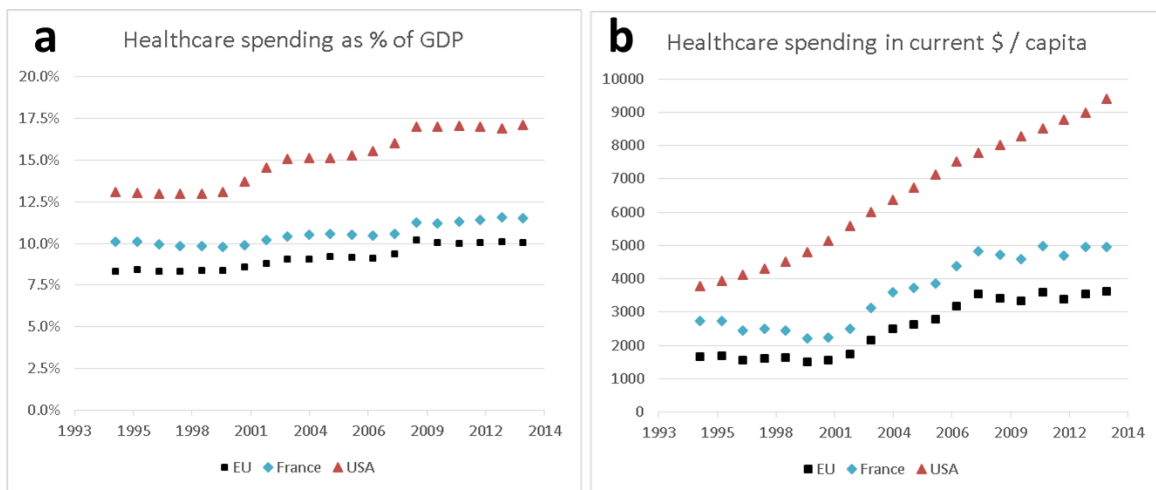 a
Healthcare spending as % of GDP
20.0%
17.5%
15.0%
12.5%
10.0%
7.5%
5.0%
2.5%
0.0%
1993 1995 1998 2001 2004 2006 2009 2012 2014
EU France USA
b
Healthcare spending in current $ / capita
10000
9000
8000
7000
6000
5000
4000
3000
2000
1000
0
1993 1995 1998 2001 2004 2006 2009 2012 2014
EU France USA